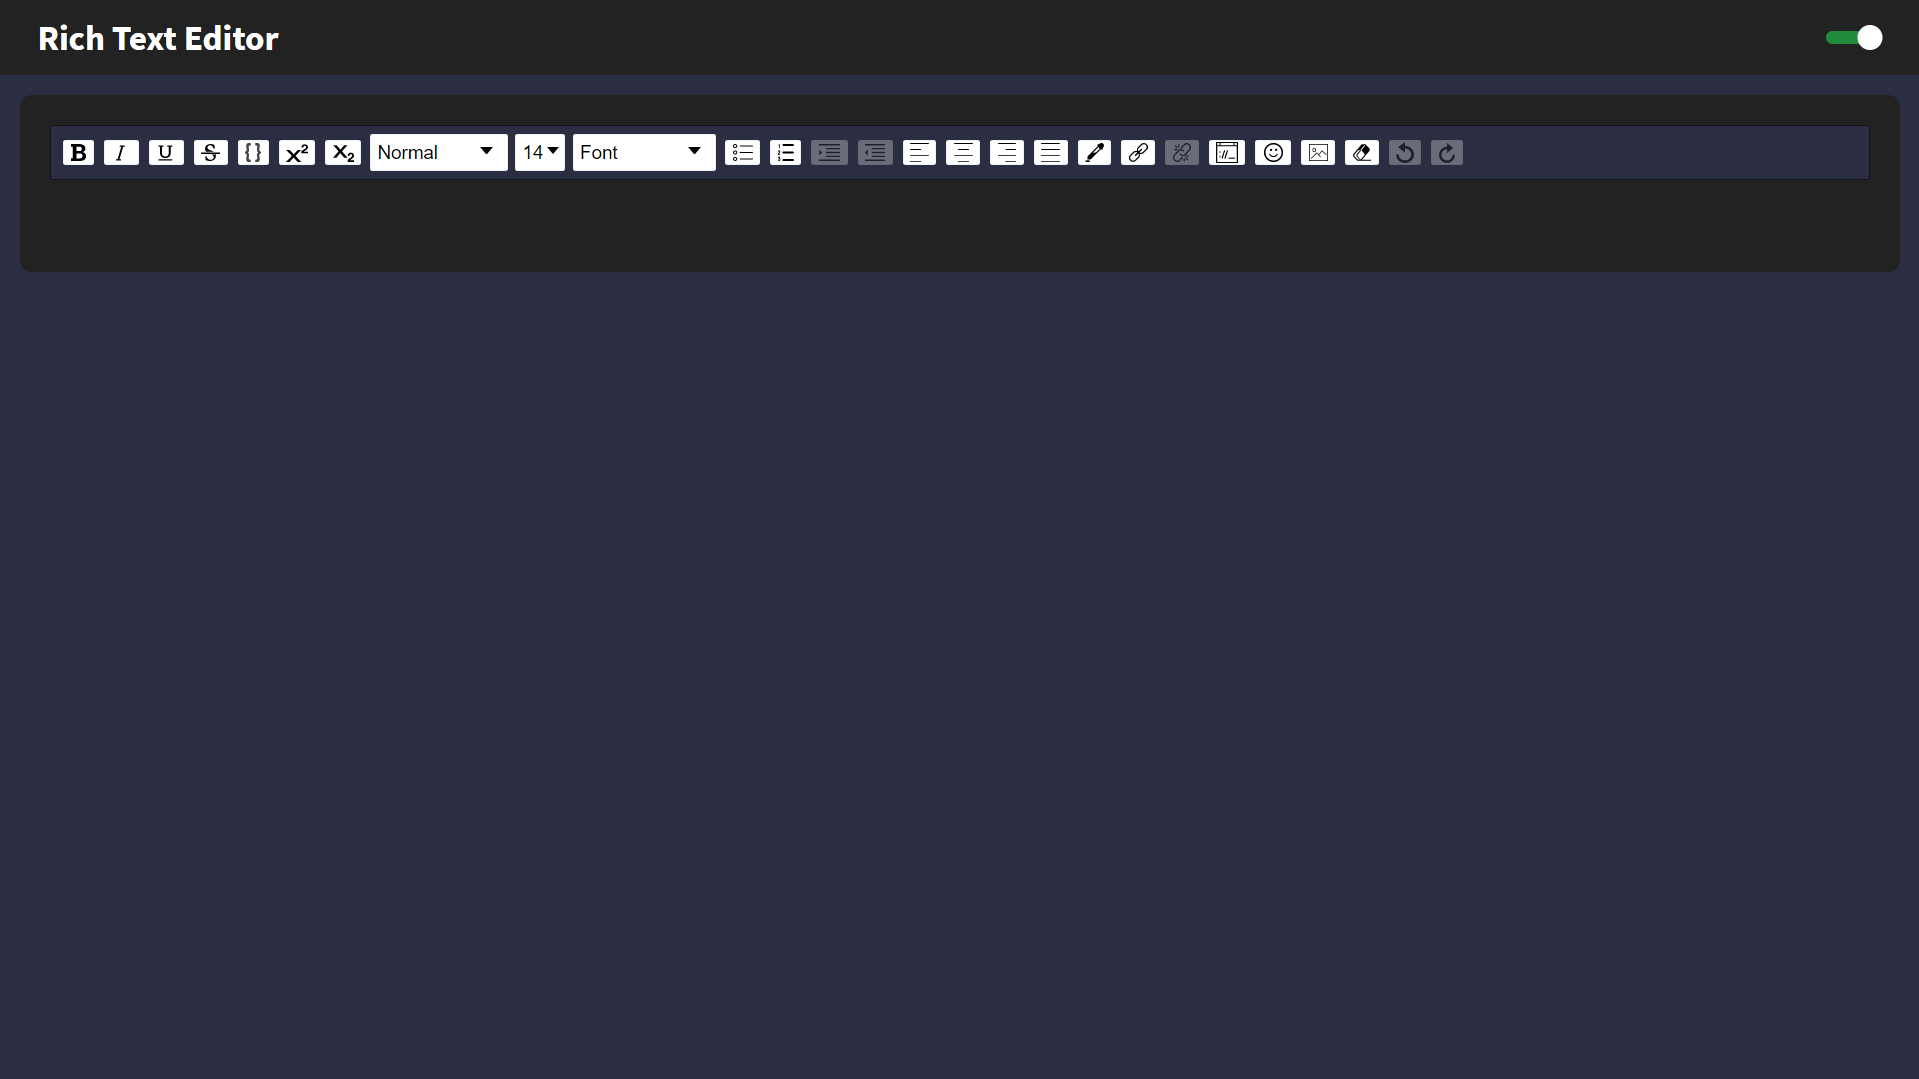 Rich Text Editor
B I U S {} x² x₂ Normal 14 Font